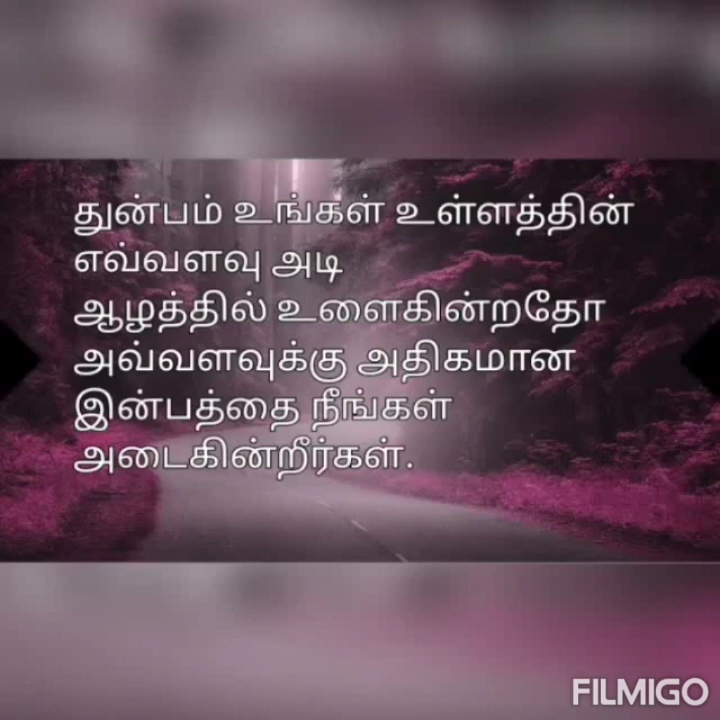 துன்பம் உங்கள் உள்ளத்தின்
எவ்வளவு அடி
ஆழத்தில் உளைகின்றதோ
அவ்வளவுக்கு அதிகமான
இன்பத்தை நீங்கள்
அடைகின்றீர்கள்.
FILMIGO